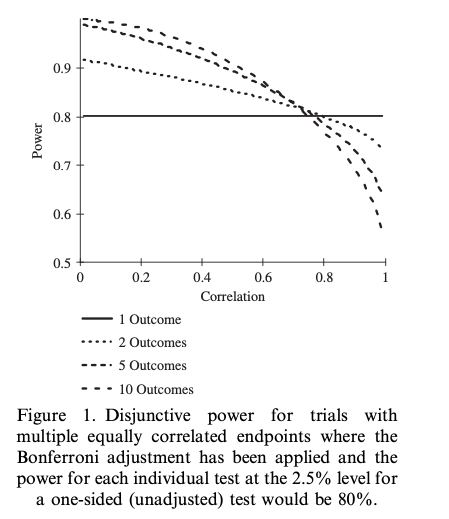 0.9
0.8
0.7
0.6
0.5
Power
0 0.2 0.4 0.6 0.8 1
Correlation
1 Outcome
2 Outcomes
5 Outcomes
10 Outcomes
Figure 1. Disjunctive power for trials with
multiple equally correlated endpoints where the
Bonferroni adjustment has been applied and the
power for each individual test at the 2.5% level for
a one-sided (unadjusted) test would be 80%.